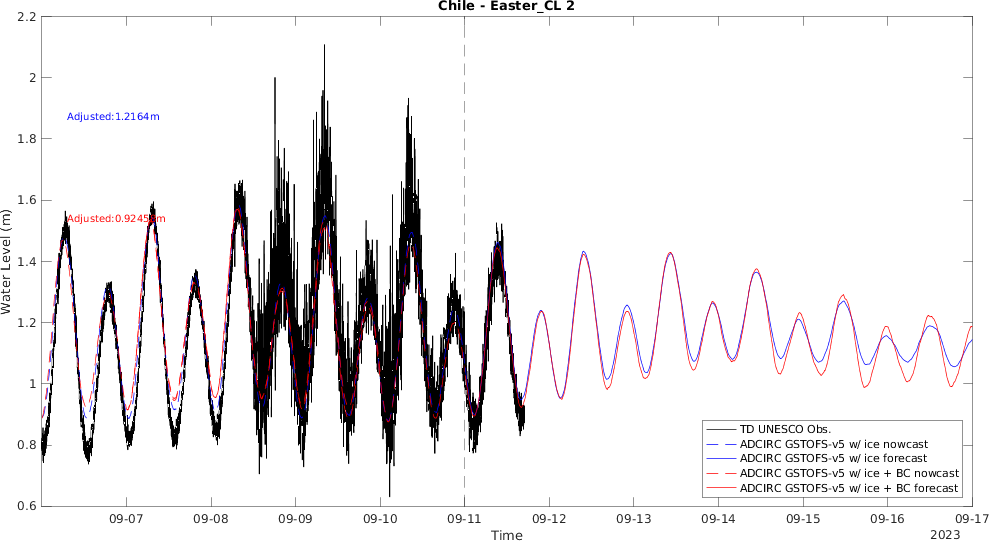 Chile - Easter_CL 2
2.2
2
1.8
1.6
1.4
1.2
1
0.8
0.6
Water Level (m)
Adjusted:1.2164m
TD UNESCO Obs.
ADCIRC GSTOFS-v5 w/ ice nowcast
ADCIRC GSTOFS-v5 w/ ice forecast
ADCIRC GSTOFS-v5 w/ ice + BC nowcast
ADCIRC GSTOFS-v5 w/ ice + BC forecast
09-07 09-08 09-09 09-10 09-11 09-12 09-13 09-14 09-15 09-16 09-17
Time
2023